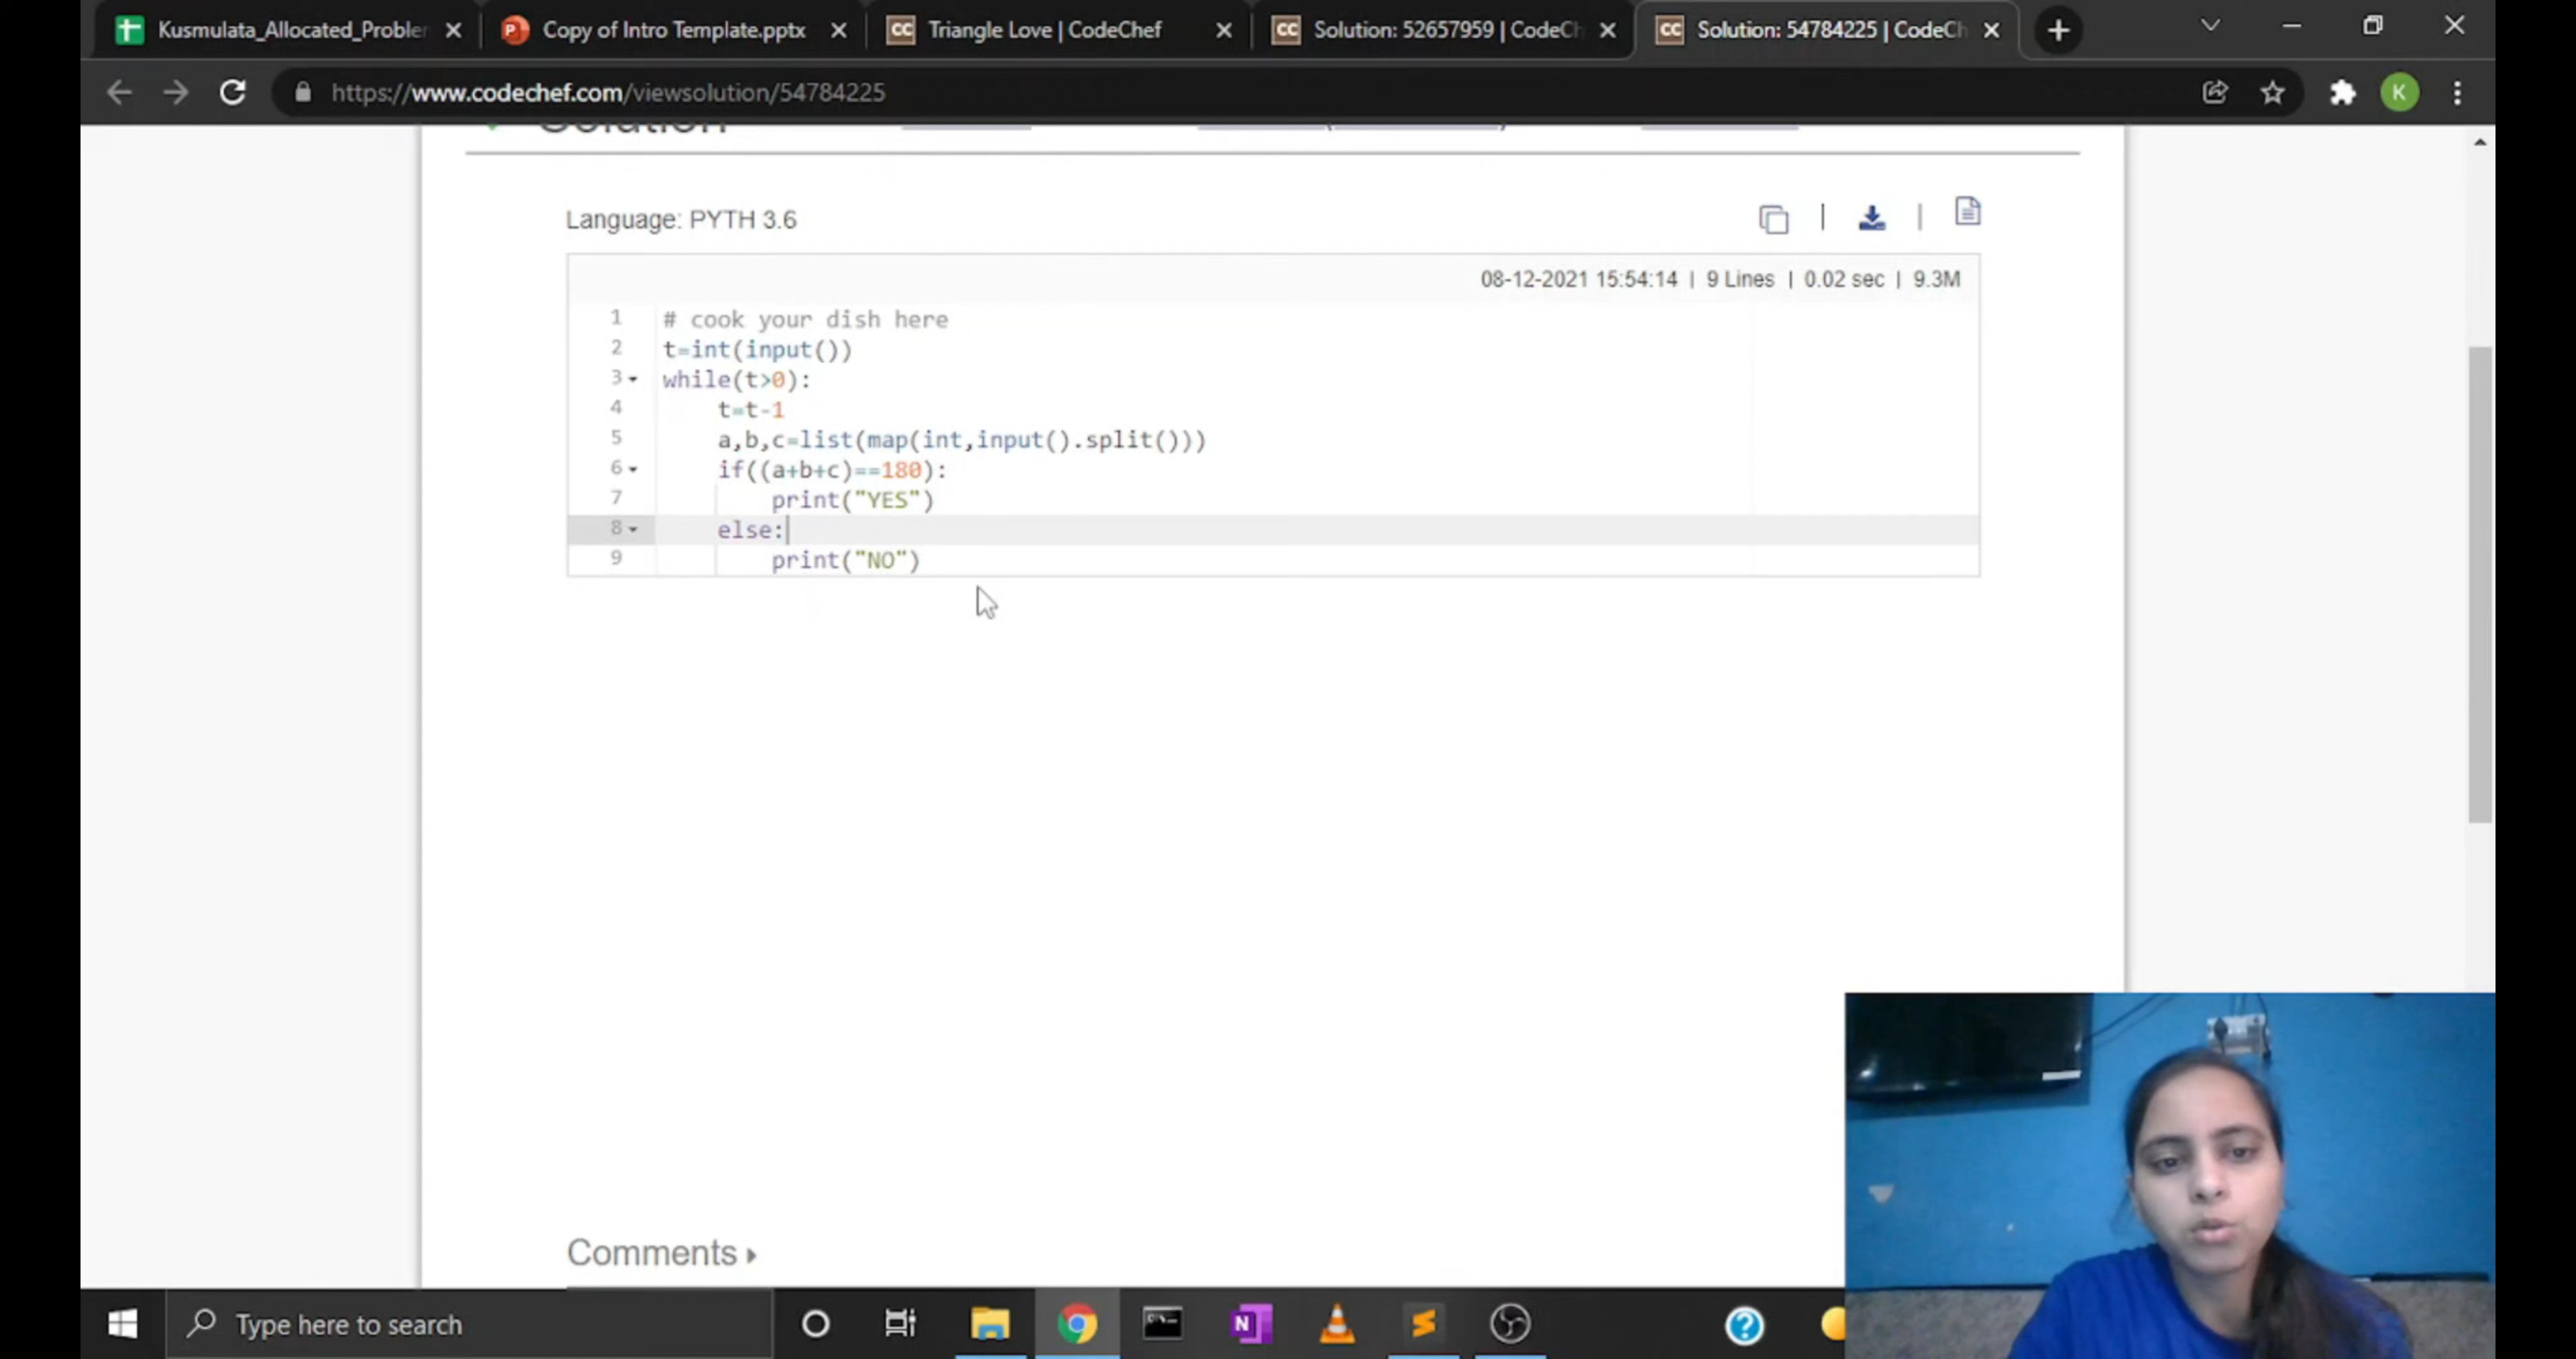 Kusmulata_Allocated_Probler
Copy of Intro Template.pptx
Triangle Love | CodeChef
Solution: 52657959 | CodeCh
Solution: 54784225 | CodeCh
https://www.codechef.com/viewsolution/54784225
K
Solution
Language: PYTH 3.6
08-12-2021 15:54:14 | 9 Lines | 0.02 sec | 9.3M
1 # cook your dish here
2 t=int(input())
3 while(t>0):
4 t=t-1
5 a,b,c=list(map(int,input().split()))
6 if((a+b+c)==180):
7 print("YES")
8 else:
9 print("NO")
Comments
Type here to search